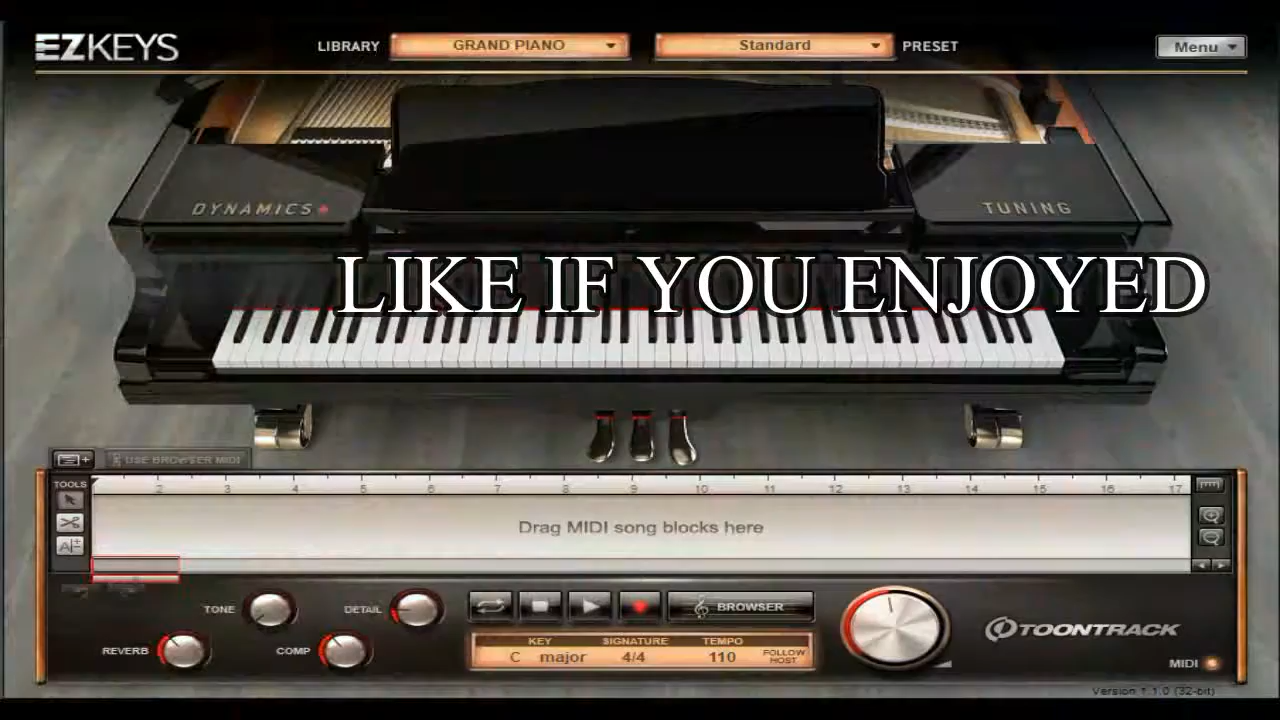 EZKEYS LIBRARY GRAND PIANO Standard PRESET Menu
DYNAMICS TUNING
LIKE IF YOU ENJOYED
USE BROWSER MIDI
TOOLS
2 3 4 5 6 7 8 9 10 11 12 13 14 15 16 17
Drag MIDI song blocks here
A
TONE DETAIL BROWSER
TOONTRACK
REVERB COMP
KEY SIGNATURE TEMPO
C major 4/4 110 FOLLOW HOST
MIDI
Version 1.1.0 (32-bit)